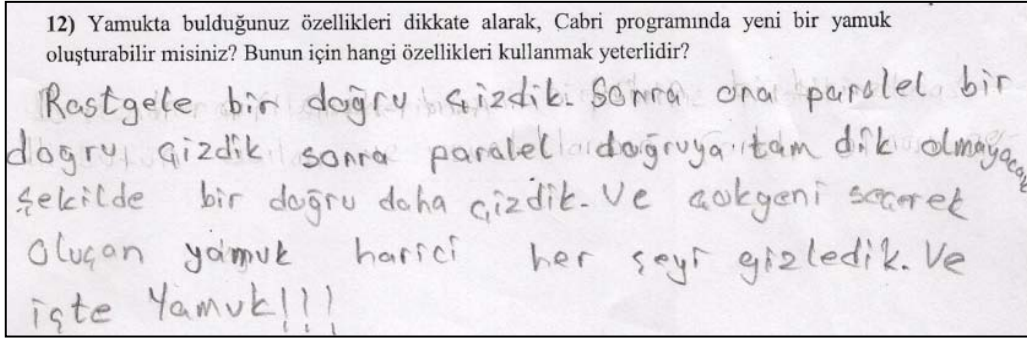 12) Yamukta bulduğunuz özellikleri dikkate alarak, Cabri programında yeni bir yamuk
oluşturabilir misiniz? Bunun için hangi özellikleri kullanmak yeterlidir?
Rastgele bir doğru çizdik. Sonra ona paralel bir
dogru çizdik sonra paralel doğruya tam dik olmayacak
şekilde bir doğru daha çizdik. Ve çokgeni seçerek
oluşan yamuk harici her şeyi gizledik. Ve
işte Yamuk!!!